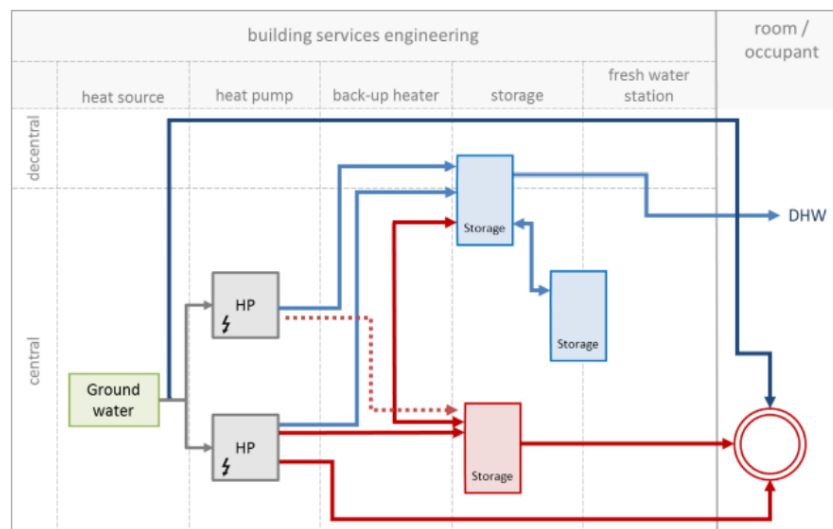 building services engineering
room /
occupant
heat source
heat pump
back-up heater
storage
fresh water
station
decentral
central
Storage
DHW
HP
Storage
Ground
water
HP
Storage